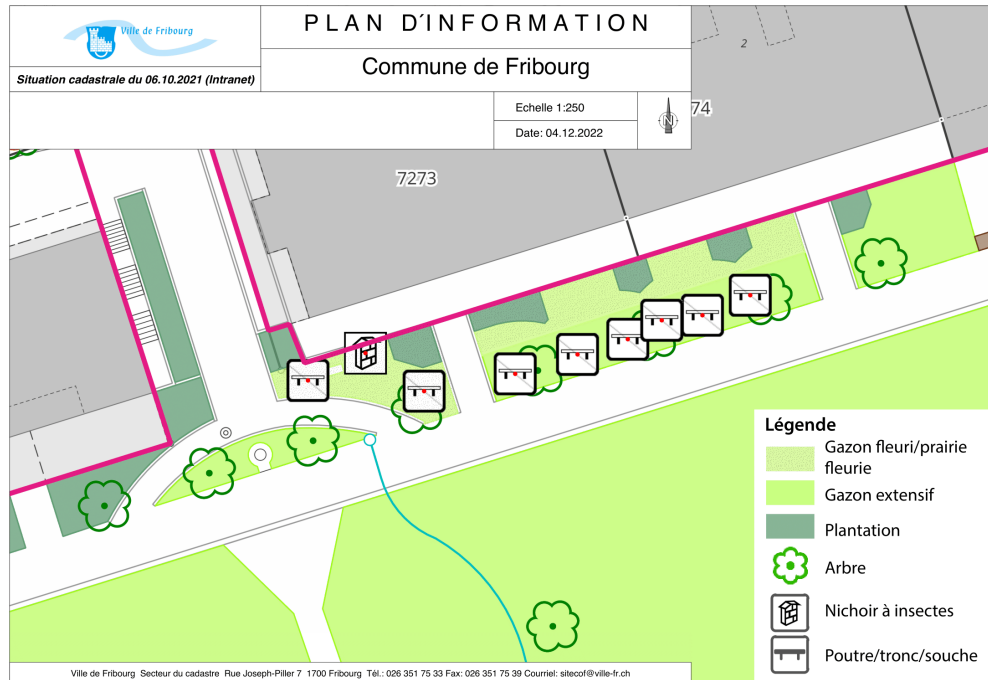 Ville de Fribourg
PLAN D'INFORMATION
Commune de Fribourg
Situation cadastrale du 06.10.2021 (Intranet)
Echelle 1:250
Date: 04.12.2022
N
2
74
7273
Légende
Gazon fleuri/prairie
fleurie
Gazon extensif
Plantation
Arbre
Nichoir à insectes
Poutre/tronc/souche
Ville de Fribourg Secteur du cadastre Rue Joseph-Piller 7 1700 Fribourg Tél.: 026 351 75 33 Fax: 026 351 75 39 Courriel: sitecof@ville-fr.ch